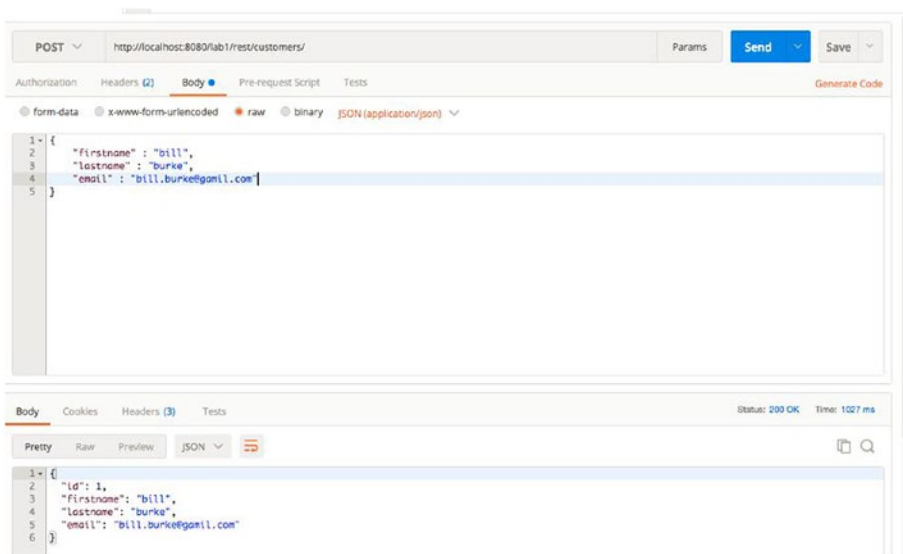 POST http://localhost:8080/lab1/rest/customers/ Params Send Save
Authorization Headers (2) Body Pre-request Script Tests Generate Code
form-data x-www-form-urlencoded raw binary JSON (application/json)
1 {
2 "firstname" : "bill",
3 "lastname" : "burke",
4 "email" : "bill.burke@gamil.com"
5 }
Body Cookies Headers (3) Tests Status: 200 OK Time: 1027 ms
Pretty Raw Preview JSON
1 {
2 "id": 1,
3 "firstname": "bill",
4 "lastname": "burke",
5 "email": "bill.burke@gamil.com"
6 }